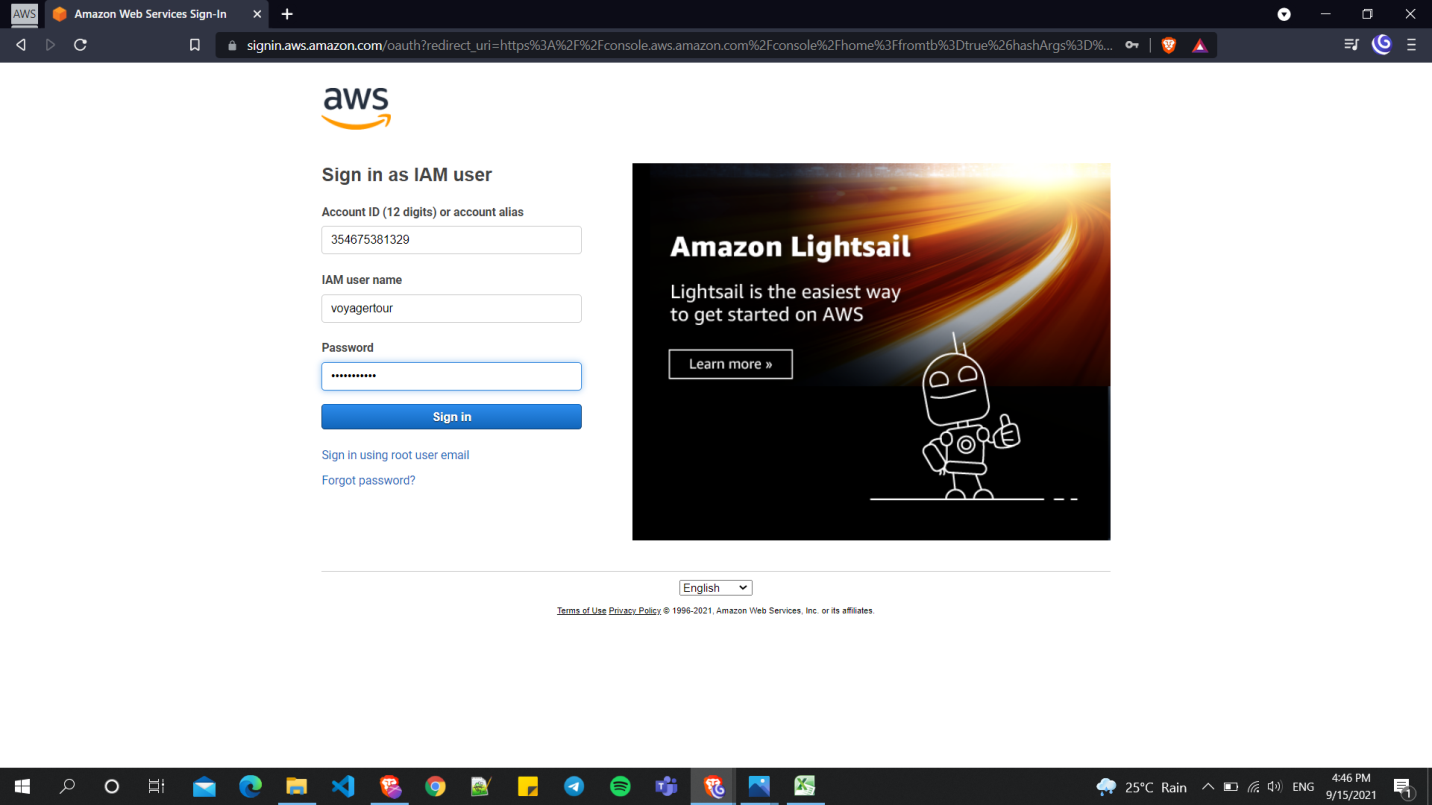 AWS
Amazon Web Services Sign-In
signin.aws.amazon.com/oauth?redirect_uri=https%3A%2F%2Fconsole.aws.amazon.com%2Fconsole%2Fhome%3Ffromtb%3Dtrue%26hashArgs%3D%...
aws
Sign in as IAM user
Account ID (12 digits) or account alias
354675381329
IAM user name
voyagertour
Password
•••••••••••
Sign in
Sign in using root user email
Forgot password?
Amazon Lightsail
Lightsail is the easiest way
to get started on AWS
Learn more »
English
Terms of Use Privacy Policy © 1996-2021, Amazon Web Services, Inc. or its affiliates.
25°C Rain
ENG
4:46 PM
9/15/2021
1